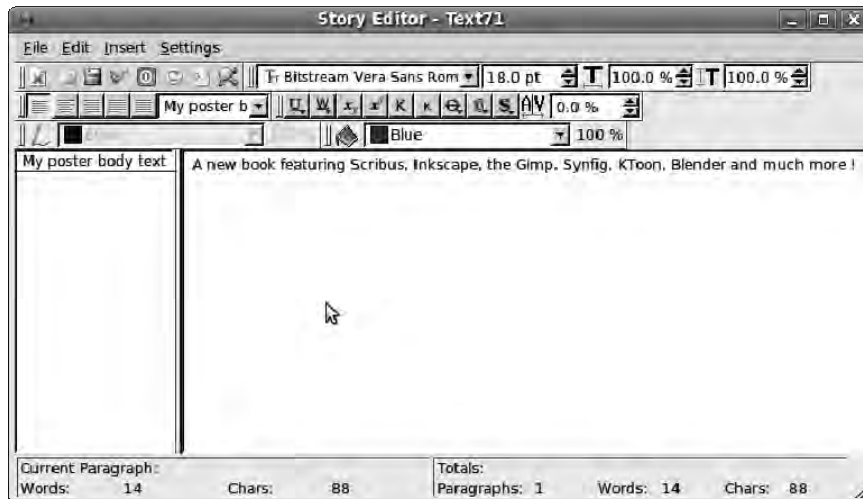 Story Editor - Text71
File Edit Insert Settings
Bitstream Vera Sans Rom 18.0 pt 100.0 % 100.0 %
My poster b 0.0 %
Blue 100 %
My poster body text
A new book featuring Scribus, Inkscape, the Gimp, Synfig, KToon, Blender and much more !
Current Paragraph: Totals:
Words: 14 Chars: 88 Paragraphs: 1 Words: 14 Chars: 88